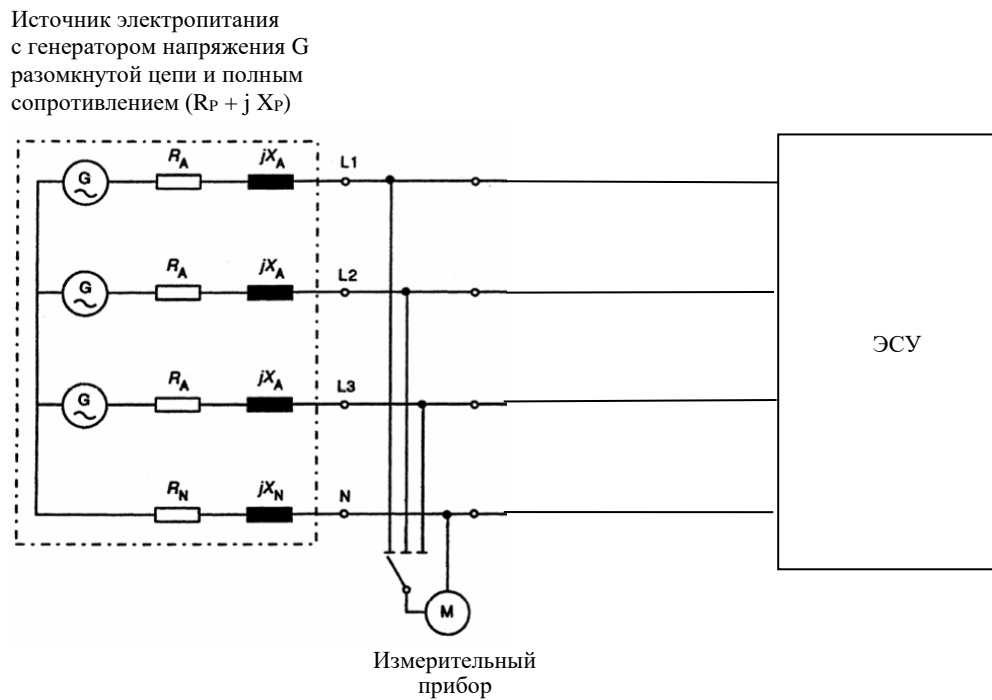 Источник электропитания
с генератором напряжения G
разомкнутой цепи и полным
сопротивлением (RP + j XP)
G RA jXA L1
G RA jXA L2
G RA jXA L3
RN jXN N
ЭСУ
M
Измерительный
прибор